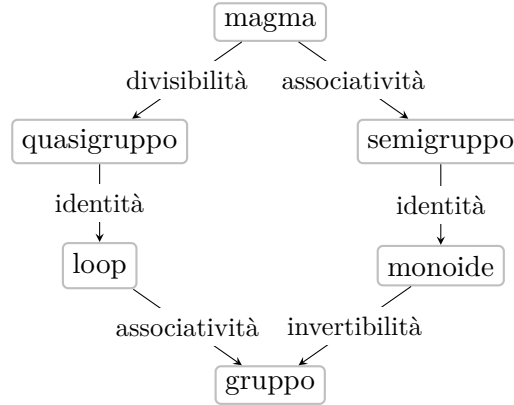 magma
divisibilità associatività
quasigruppo semigruppo
identità identità
loop monoide
associatività invertibilità
gruppo